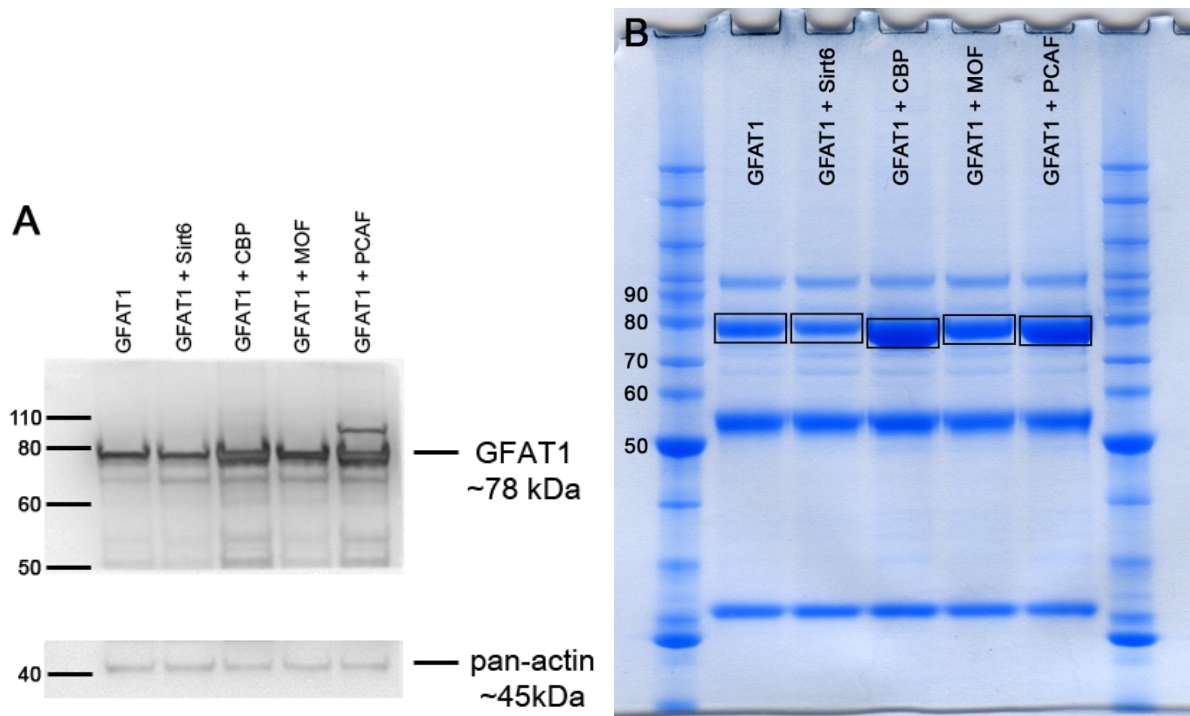 A
GFAT1
GFAT1 + Sirt6
GFAT1 + CBP
GFAT1 + MOF
GFAT1 + PCAF
110
80
60
50
GFAT1
~78 kDa
40
pan-actin
~45kDa
B
GFAT1
GFAT1 + Sirt6
GFAT1 + CBP
GFAT1 + MOF
GFAT1 + PCAF
90
80
70
60
50